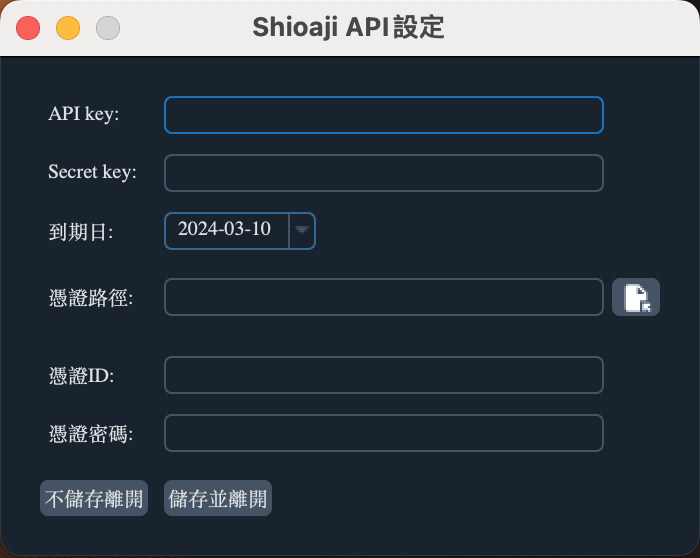 Shioaji API設定
API key:
Secret key:
到期日:
2024-03-10
憑證路徑:
憑證ID:
憑證密碼:
不儲存離開
儲存並離開